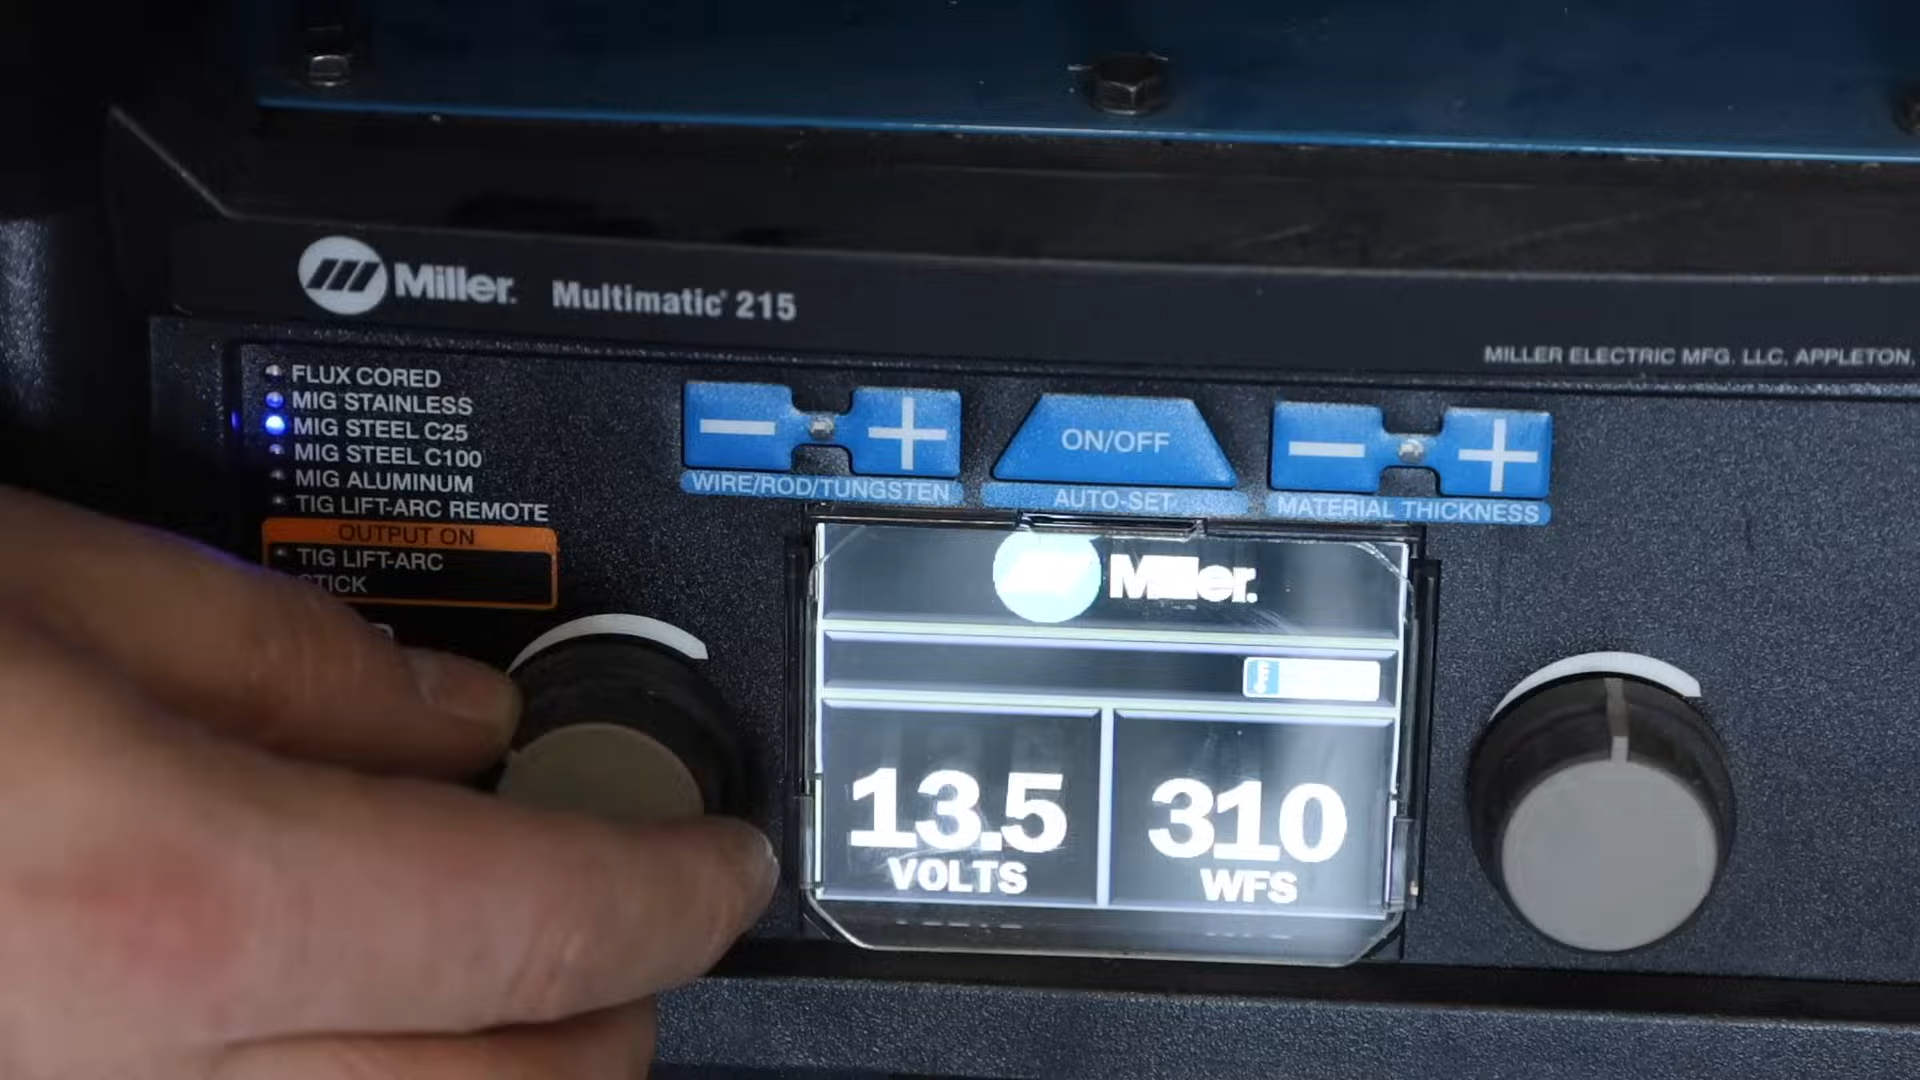 Miller. Multimatic® 215
MILLER ELECTRIC MFG. LLC, APPLETON,
FLUX CORED
MIG STAINLESS
MIG STEEL C25
MIG STEEL C100
MIG ALUMINUM
TIG LIFT-ARC REMOTE
OUTPUT ON
TIG LIFT-ARC
STICK
WIRE/ROD/TUNGSTEN
ON/OFF
AUTO-SET
MATERIAL THICKNESS
Miller.
13.5 310
VOLTS WFS